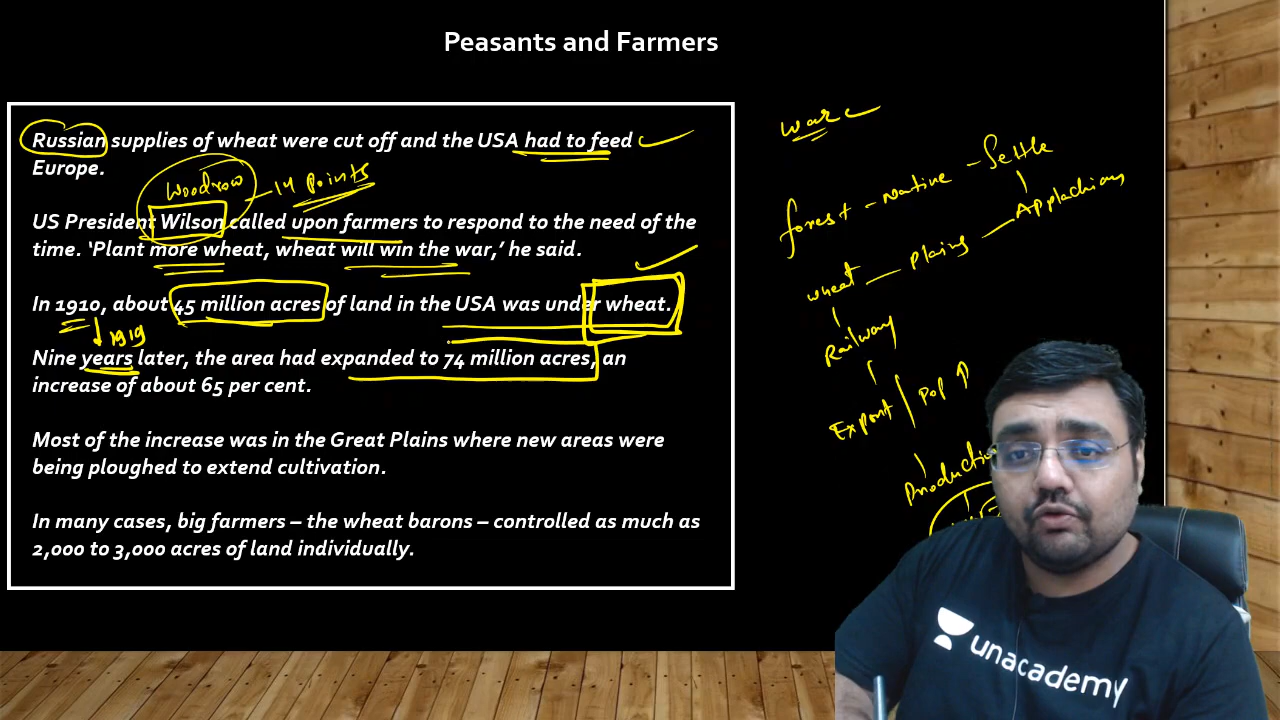 Peasants and Farmers
Russian supplies of wheat were cut off and the USA had to feed
Europe.
Woodrow - 14 points
US President Wilson called upon farmers to respond to the need of the
time. ‘Plant more wheat, wheat will win the war,’ he said.
In 1910, about 45 million acres of land in the USA was under wheat.
1919
Nine years later, the area had expanded to 74 million acres, an
increase of about 65 per cent.
Most of the increase was in the Great Plains where new areas were
being ploughed to extend cultivation.
In many cases, big farmers – the wheat barons – controlled as much as
2,000 to 3,000 acres of land individually.
war
forest - native - settle
Applachians
wheat - plains
Railway
Export / Pop ↑
Productio
unacademy